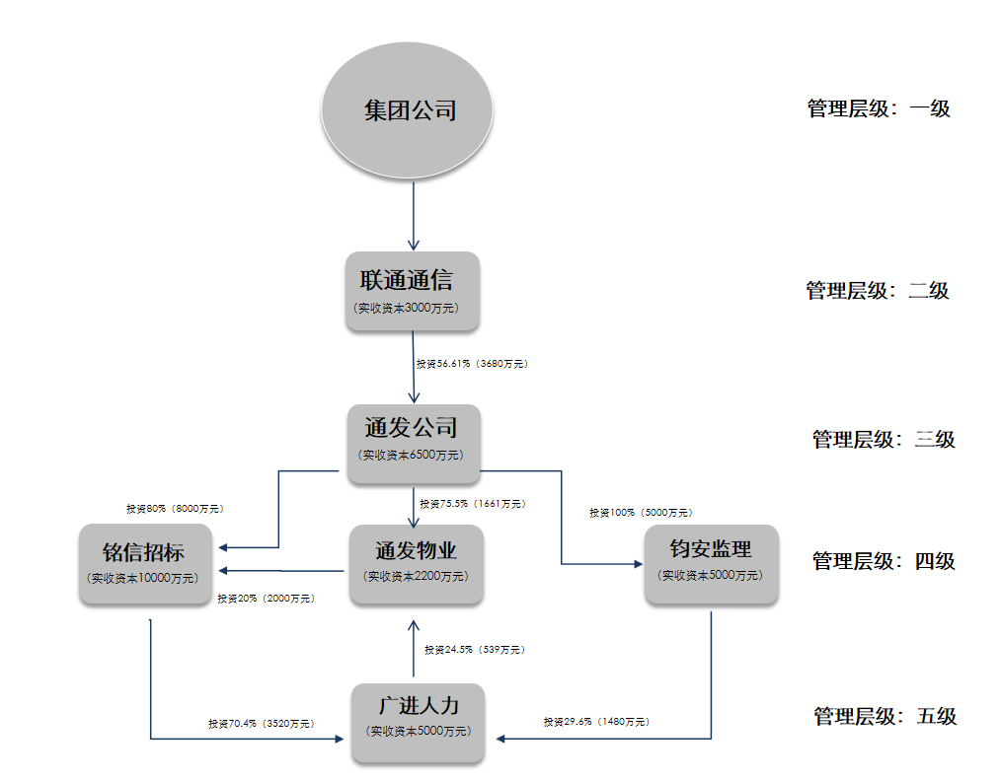 集团公司
管理层级：一级
联通通信
（实收资本3000万元）
管理层级：二级
投资56.61%（3680万元）
通发公司
（实收资本6500万元）
管理层级：三级
投资80%（8000万元）
投资75.5%（1661万元）
投资100%（5000万元）
铭信招标
（实收资本10000万元）
通发物业
（实收资本2200万元）
钧安监理
（实收资本5000万元）
管理层级：四级
投资20%（2000万元）
投资24.5%（539万元）
广进人力
（实收资本5000万元）
管理层级：五级
投资70.4%（3520万元）
投资29.6%（1480万元）